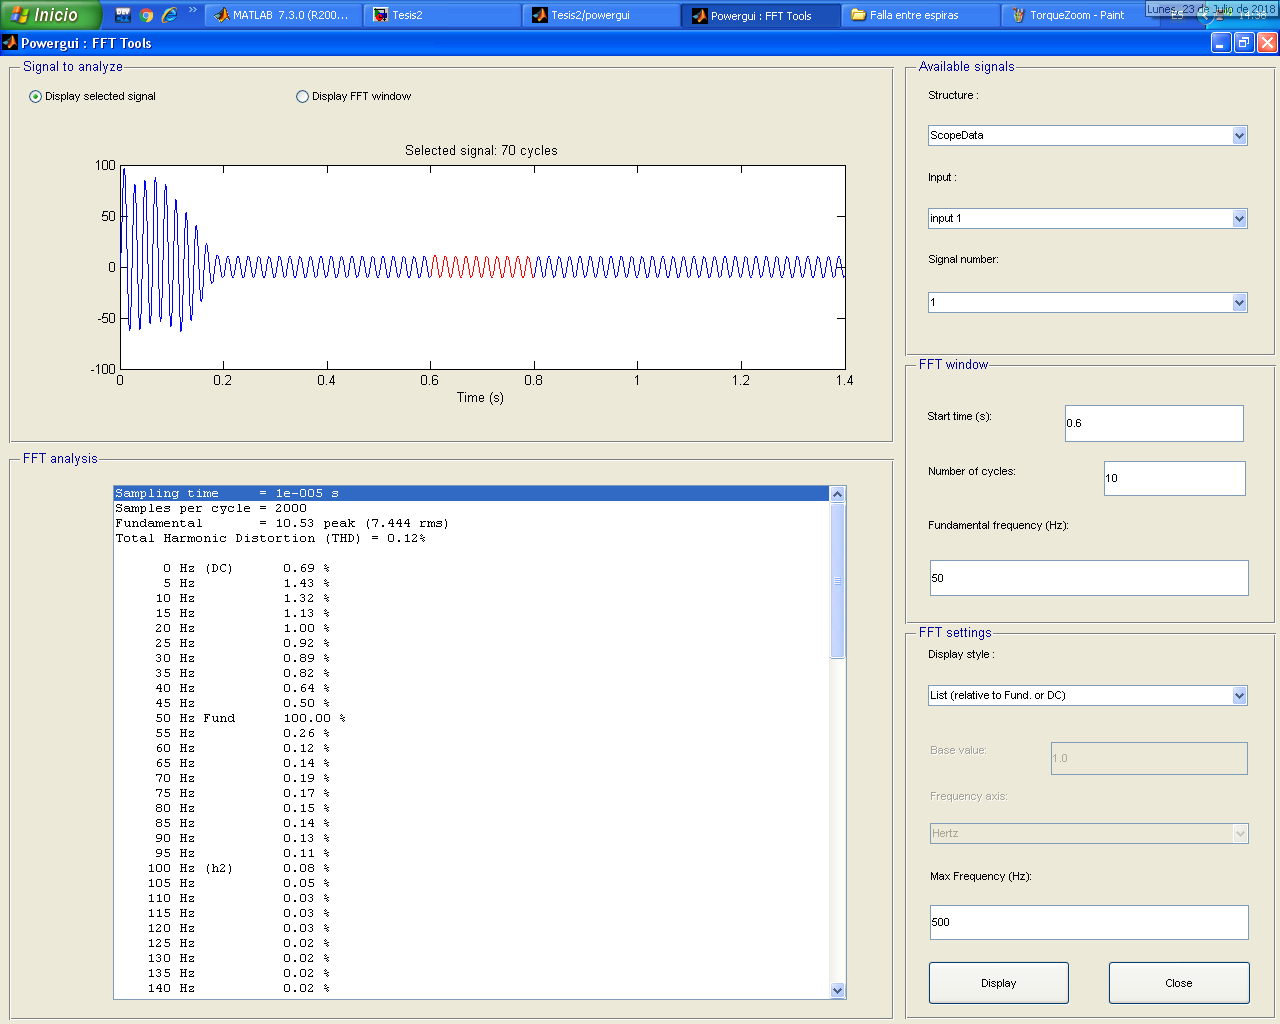 Inicio
»
MATLAB 7.3.0 (R200...
Tesis2
Tesis2/powergui
Powergui : FFT Tools
Falla entre espiras
TorqueZoom - Paint
ES
14:38
Lunes, 23 de Julio de 2018
Powergui : FFT Tools
Signal to analyze
Display selected signal
Display FFT window
Selected signal: 70 cycles
100
50
0
-50
-100
0 0.2 0.4 0.6 0.8 1 1.2 1.4
Time (s)
FFT analysis
Sampling time = 1e-005 s
Samples per cycle = 2000
Fundamental = 10.53 peak (7.444 rms)
Total Harmonic Distortion (THD) = 0.12%
0 Hz (DC) 0.69 %
5 Hz 1.43 %
10 Hz 1.32 %
15 Hz 1.13 %
20 Hz 1.00 %
25 Hz 0.92 %
30 Hz 0.89 %
35 Hz 0.82 %
40 Hz 0.64 %
45 Hz 0.50 %
50 Hz Fund 100.00 %
55 Hz 0.26 %
60 Hz 0.12 %
65 Hz 0.14 %
70 Hz 0.19 %
75 Hz 0.17 %
80 Hz 0.15 %
85 Hz 0.14 %
90 Hz 0.13 %
95 Hz 0.11 %
100 Hz (h2) 0.08 %
105 Hz 0.05 %
110 Hz 0.03 %
115 Hz 0.03 %
120 Hz 0.03 %
125 Hz 0.02 %
130 Hz 0.02 %
135 Hz 0.02 %
140 Hz 0.02 %
Available signals
Structure :
ScopeData
Input :
input 1
Signal number:
1
FFT window
Start time (s):
0.6
Number of cycles:
10
Fundamental frequency (Hz):
50
FFT settings
Display style :
List (relative to Fund. or DC)
Base value:
1.0
Frequency axis:
Hertz
Max Frequency (Hz):
500
Display
Close